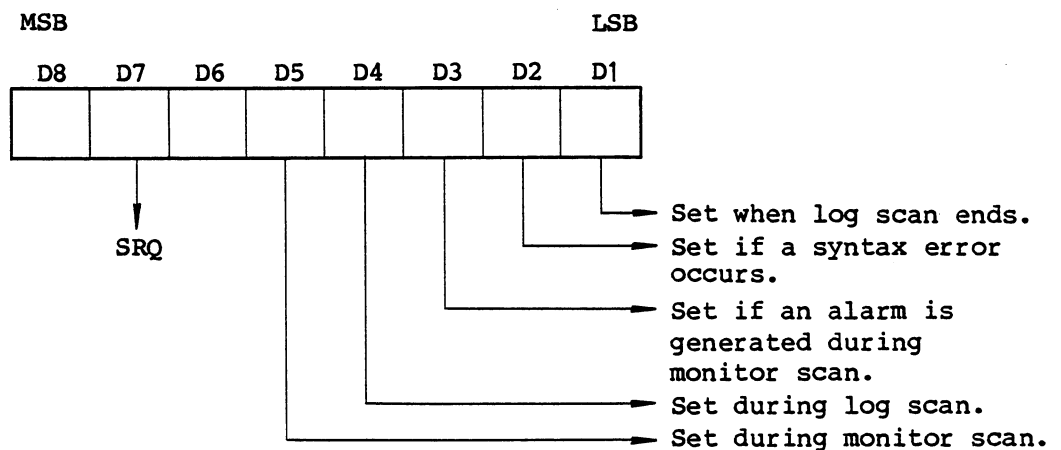 MSB LSB
D8 D7 D6 D5 D4 D3 D2 D1
SRQ
Set when log scan ends.
Set if a syntax error
occurs.
Set if an alarm is
generated during
monitor scan.
Set during log scan.
Set during monitor scan.